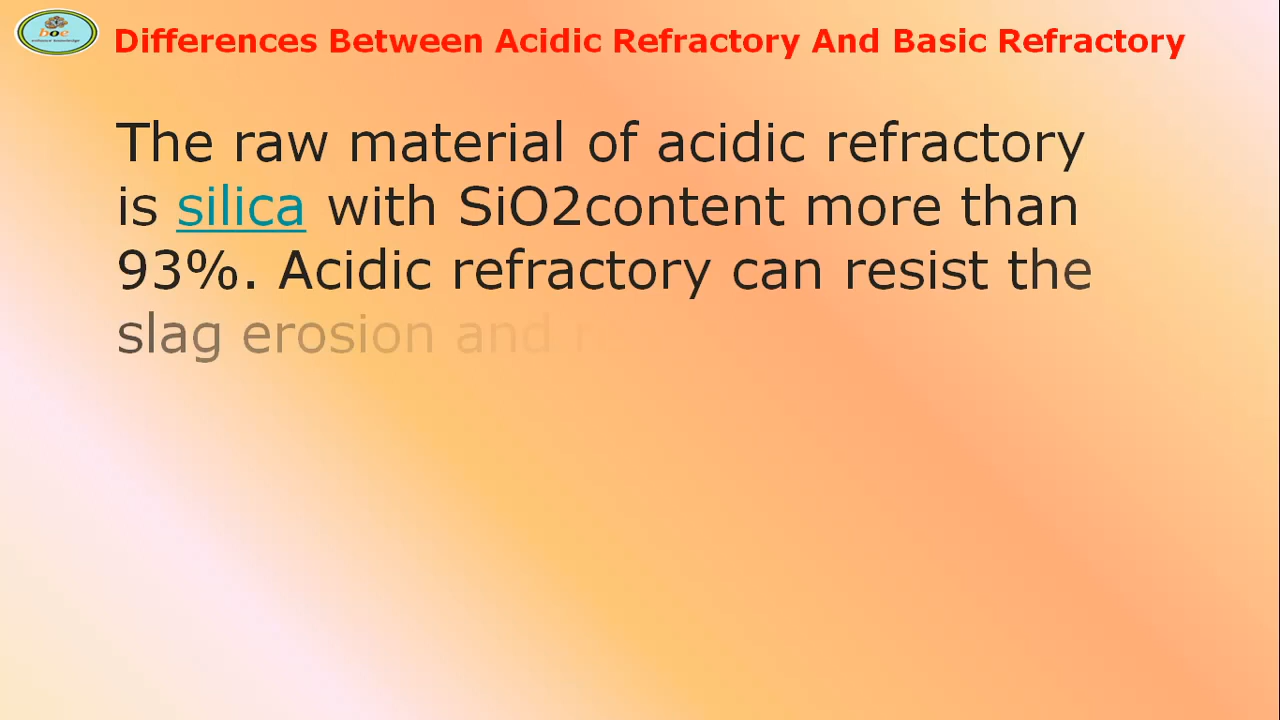 boc
Differences Between Acidic Refractory And Basic Refractory
The raw material of acidic refractory
is silica with SiO2content more than
93%. Acidic refractory can resist the
slag erosion and